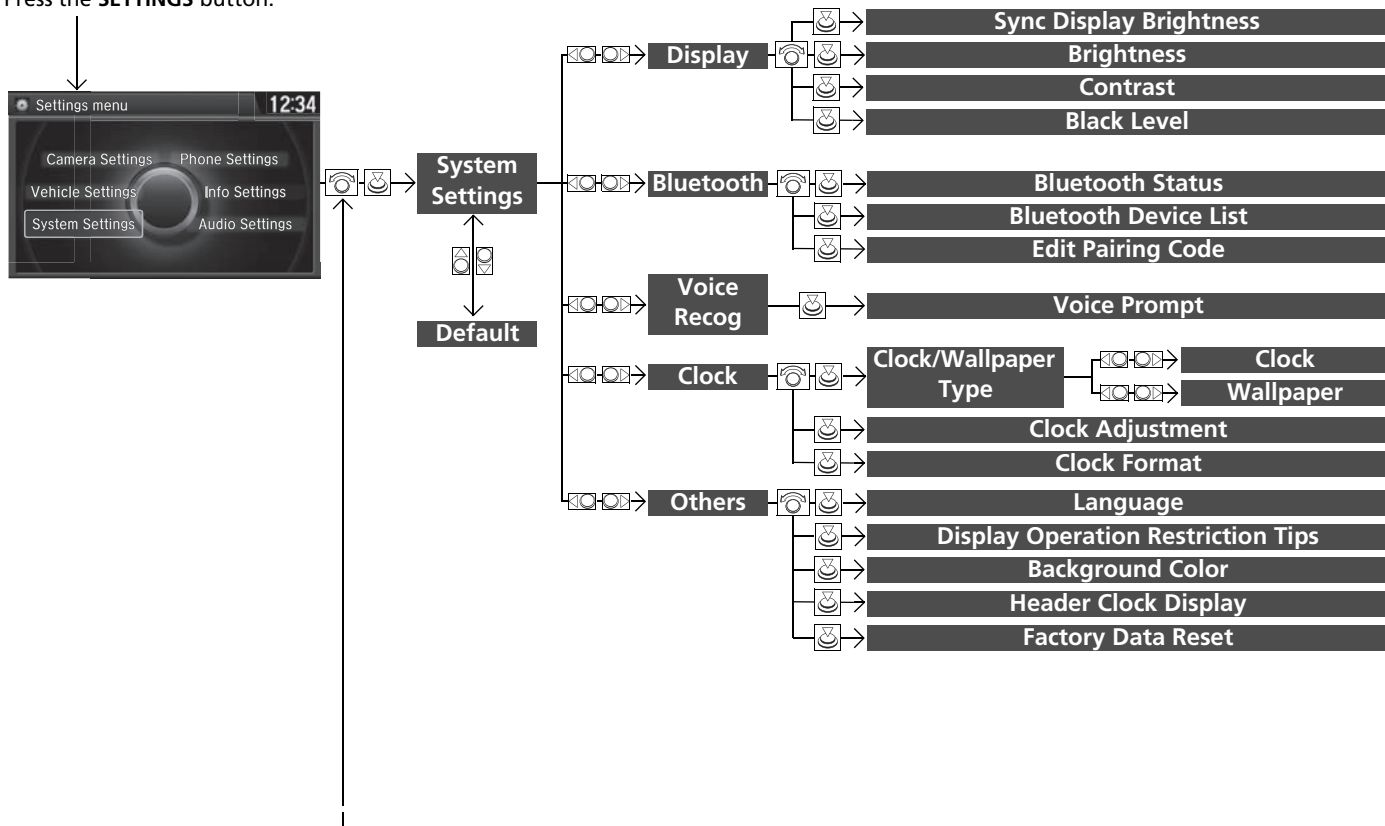 Press the SETTINGS button.
Settings menu 12:34
Camera Settings Phone Settings
Vehicle Settings Info Settings
System Settings Audio Settings
System
Settings
Default
Display
Sync Display Brightness
Brightness
Contrast
Black Level
Bluetooth
Bluetooth Status
Bluetooth Device List
Edit Pairing Code
Voice
Recog
Voice Prompt
Clock
Clock/Wallpaper
Type
Clock
Wallpaper
Clock Adjustment
Clock Format
Others
Language
Display Operation Restriction Tips
Background Color
Header Clock Display
Factory Data Reset